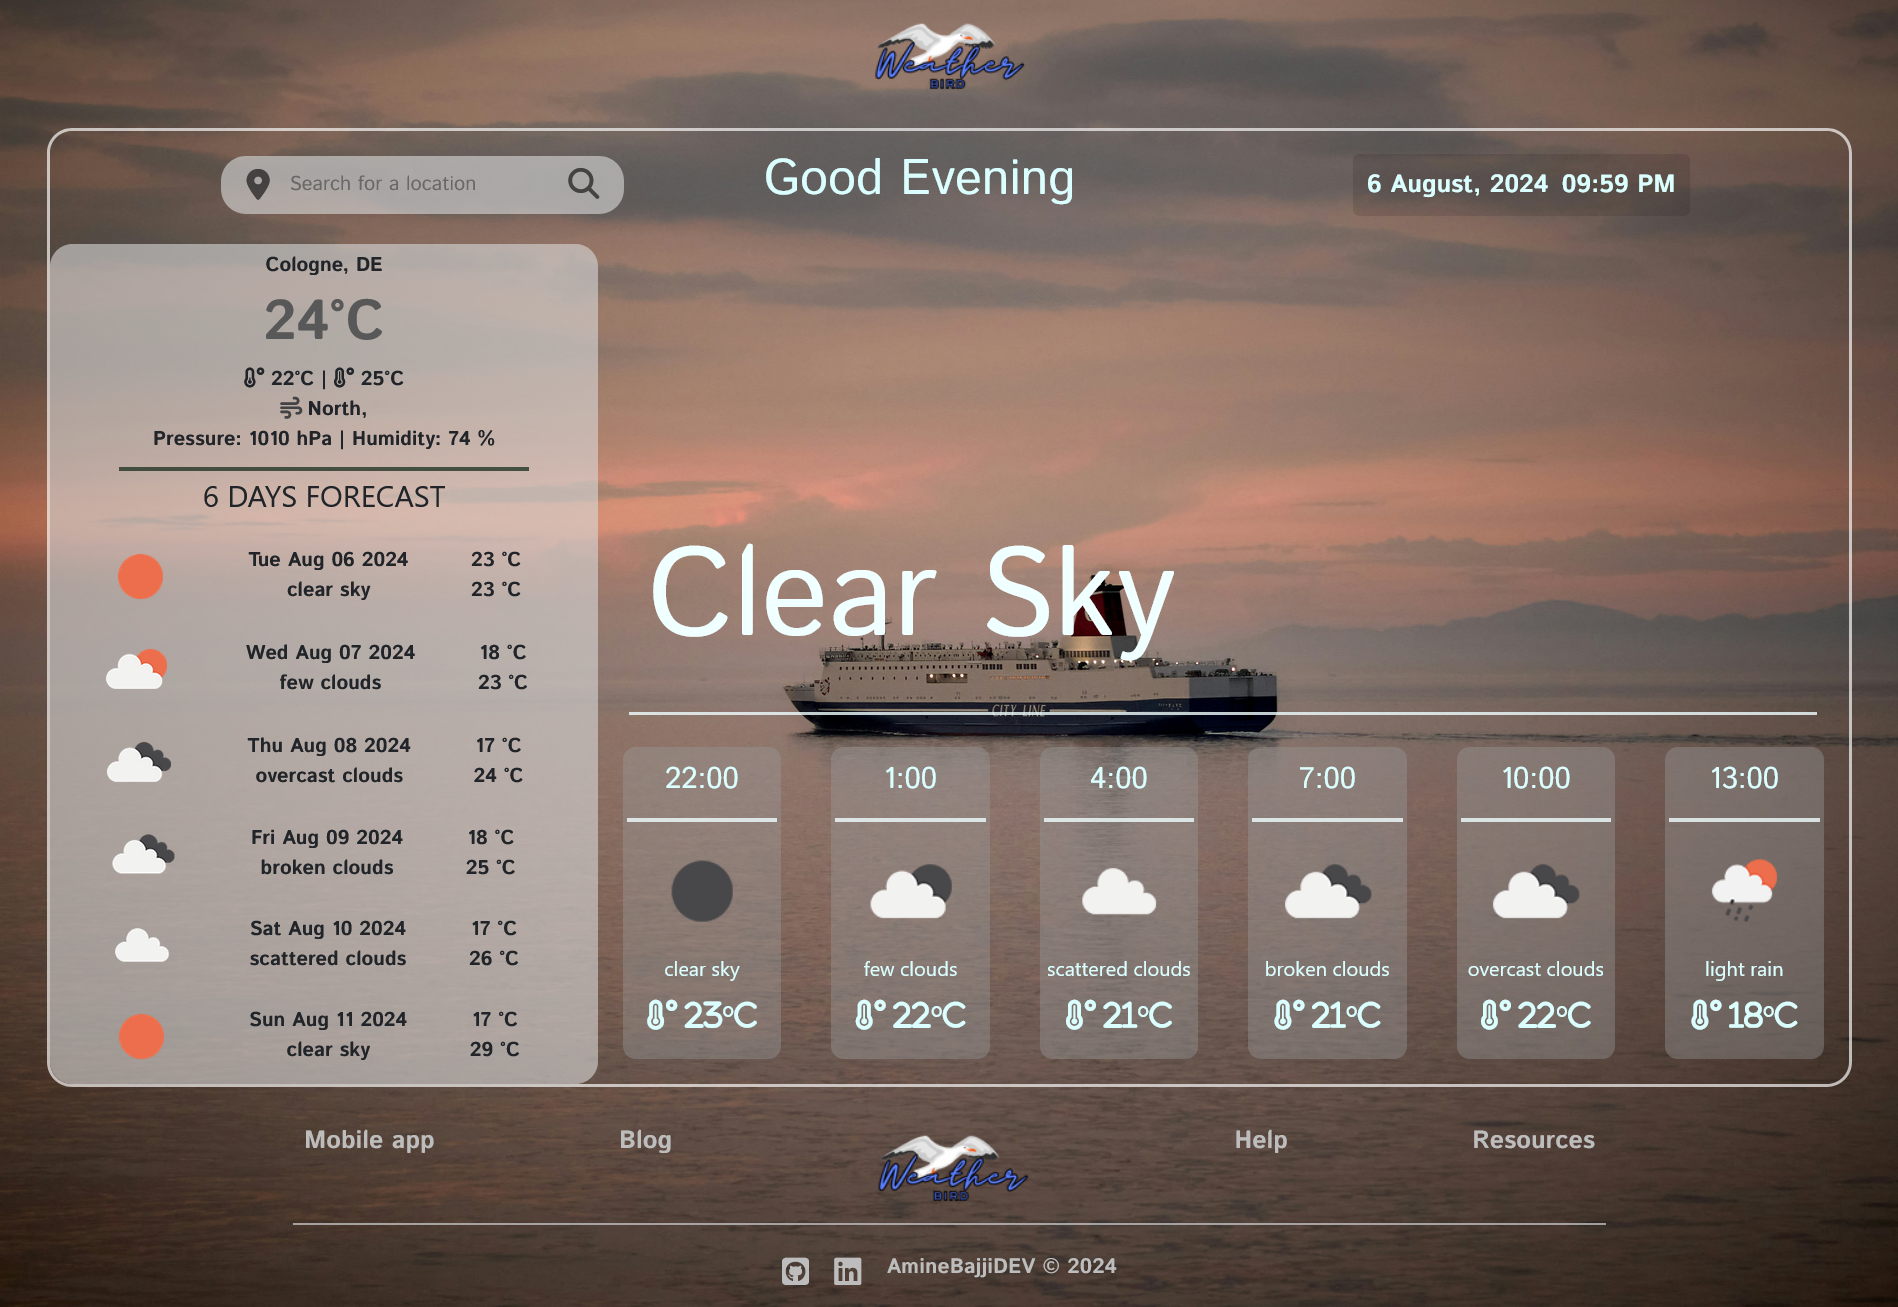 Weather
BIRD
Search for a location
Good Evening
6 August, 2024 09:59 PM
Cologne, DE
24°C
22°C | 25°C
North,
Pressure: 1010 hPa | Humidity: 74 %
6 DAYS FORECAST
Tue Aug 06 2024 23 °C
clear sky 23 °C
Wed Aug 07 2024 18 °C
few clouds 23 °C
Thu Aug 08 2024 17 °C
overcast clouds 24 °C
Fri Aug 09 2024 18 °C
broken clouds 25 °C
Sat Aug 10 2024 17 °C
scattered clouds 26 °C
Sun Aug 11 2024 17 °C
clear sky 29 °C
Clear Sky
CITY LINE
22:00 1:00 4:00 7:00 10:00 13:00
clear sky few clouds scattered clouds broken clouds overcast clouds light rain
23°C 22°C 21°C 21°C 22°C 18°C
Mobile app Blog Help Resources
Weather
BIRD
in AmineBajjiDEV © 2024